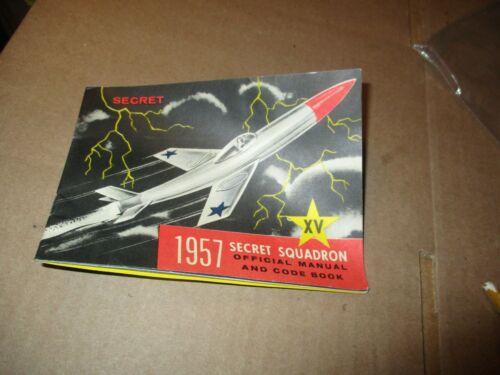 SECRET
XV
1957 SECRET SQUADRON
OFFICIAL MANUAL
AND CODE BOOK